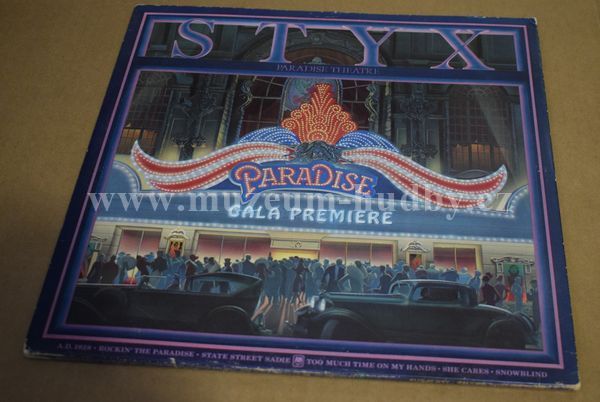 STYX
PARADISE THEATRE
PARADISE
www.muzeum-hudby.cz
GALA PREMIERE
A.D. 1928 • ROCKIN' THE PARADISE • STATE STREET SADIE • TOO MUCH TIME ON MY HANDS • SHE CARES • SNOWBLIND